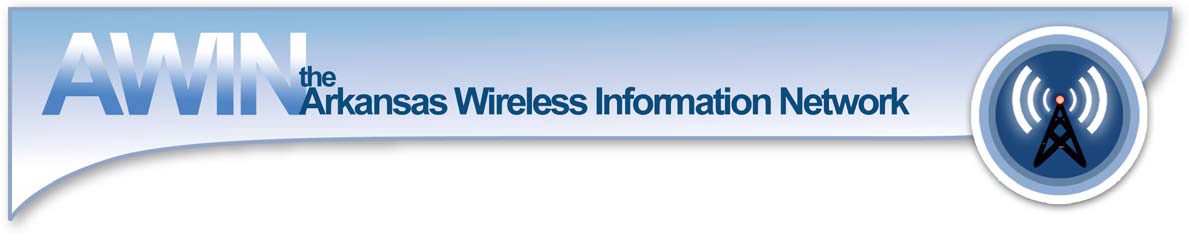 AWIN
the
Arkansas Wireless Information Network